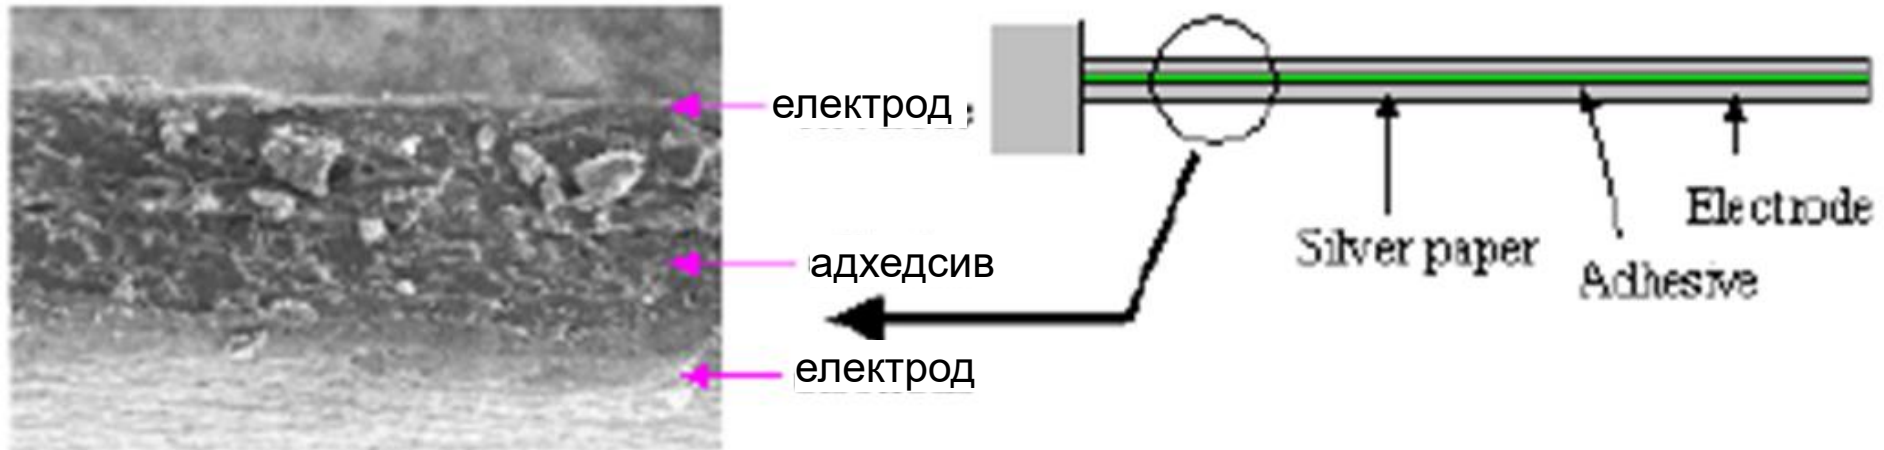 електрод
адхедсив
електрод
Silver paper
Adhesive
Electrode